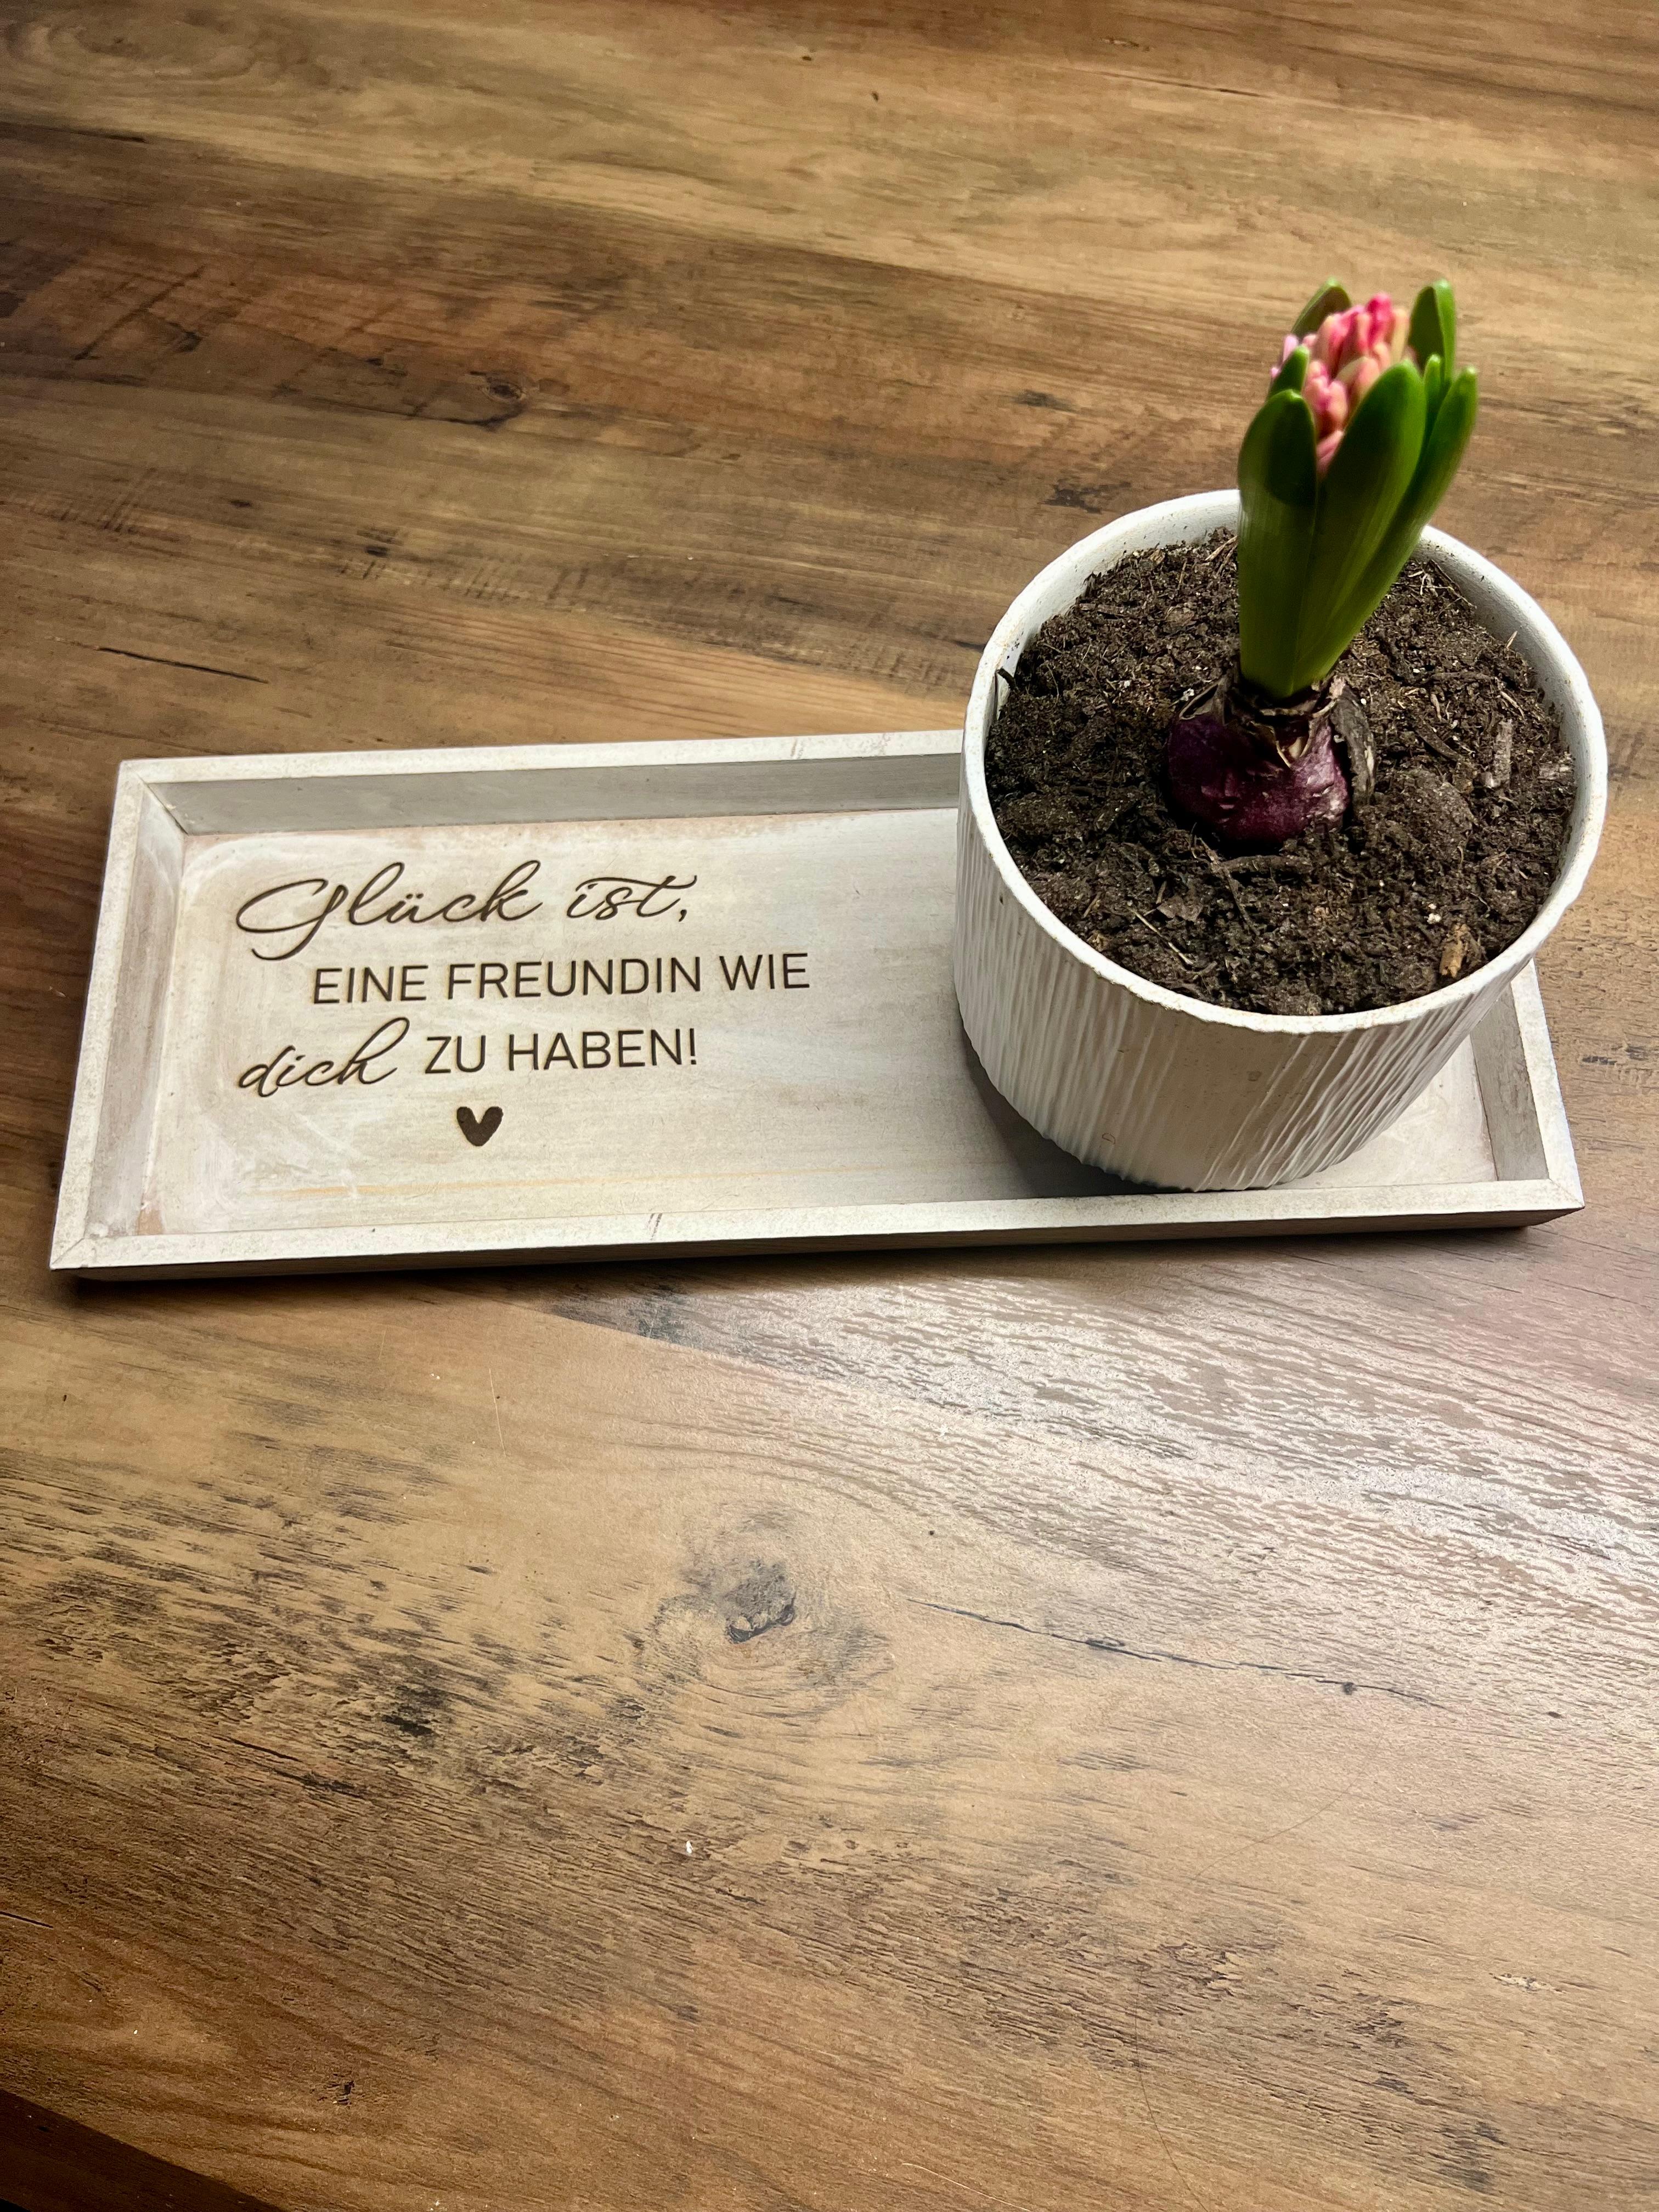 Glück ist,
EINE FREUNDIN WIE
dich ZU HABEN!